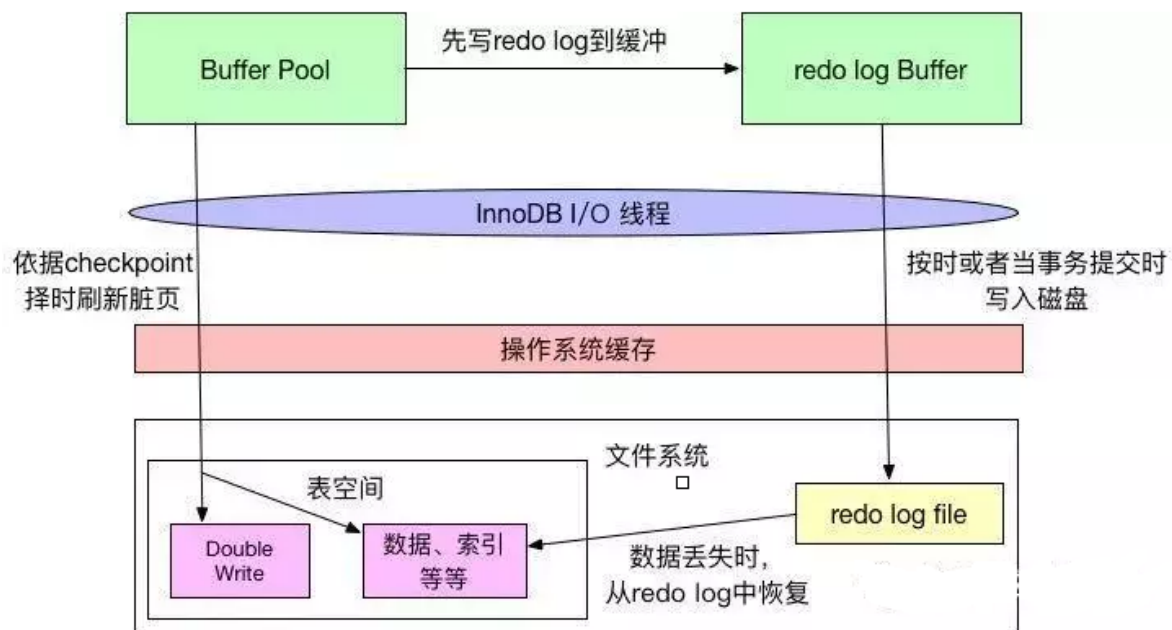 Buffer Pool
先写redo log到缓冲
redo log Buffer
InnoDB I/O 线程
依据checkpoint
择时刷新脏页
按时或者当事务提交时
写入磁盘
操作系统缓存
文件系统
表空间
Double
Write
数据、索引
等等
redo log file
数据丢失时，
从redo log中恢复